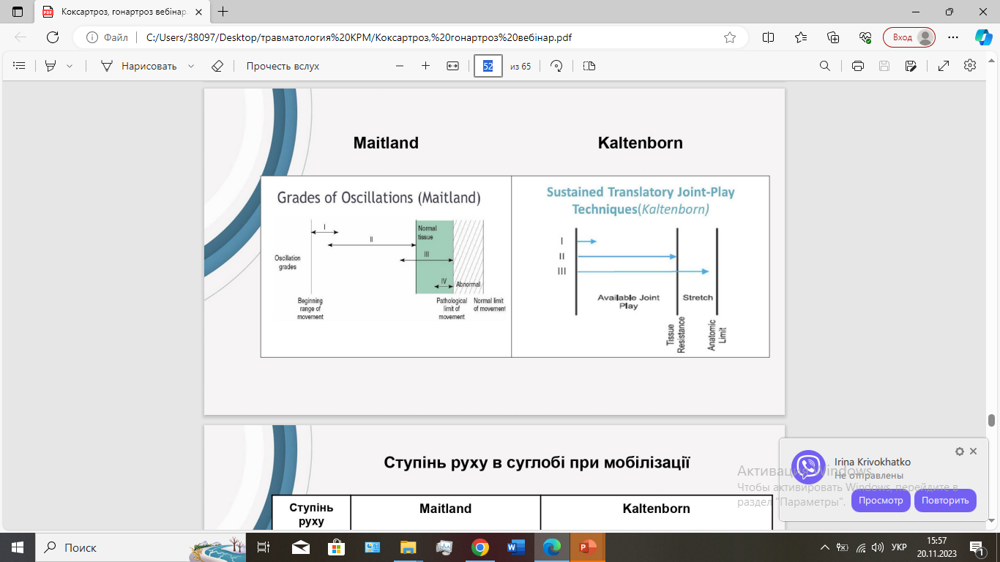 Коксартроз, гонартроз вебінар.
Файл
C:/Users/38097/Desktop/травматология%20КРМ/Коксартроз,%20гонартроз%20вебінар.pdf
Вход
Нарисовать
Прочесть вслух
52
из 65
Maitland
Kaltenborn
Grades of Oscillations (Maitland)
I
II
Normal
tissue
III
IV
Abnormal
Oscillation
grades
Beginning
range of
movement
Pathological
limit of
movement
Normal limit
of movement
Sustained Translatory Joint-Play
Techniques(Kaltenborn)
I
II
III
Available Joint
Play
Stretch
Tissue
Resistance
Anatomic
Limit
Ступінь руху в суглобі при мобілізації
Ступінь
руху
Maitland
Kaltenborn
Irina Krivokhatko
Не отправлены
Просмотр
Повторить
Активация Windows
Чтобы активировать Windows, перейдите в
раздел "Параметры".
Поиск
УКР
15:57
20.11.2023
1